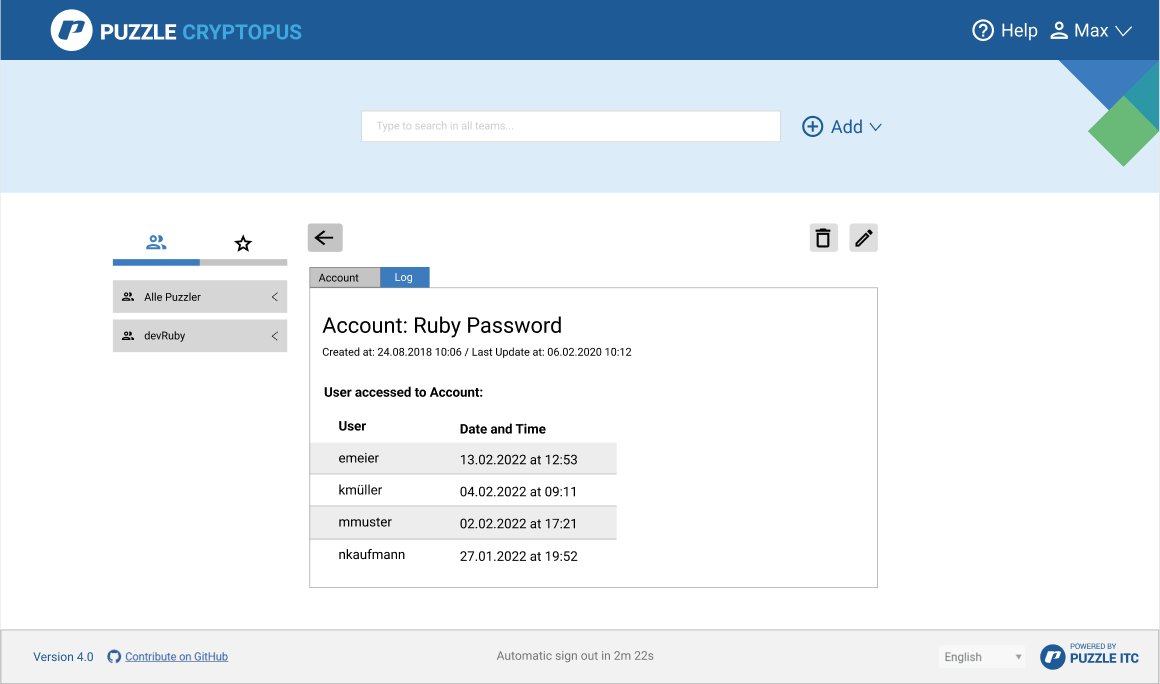 PUZZLE CRYPTOPUS
Help Max
Type to search in all teams...
Add
Alle Puzzler
devRuby
Account Log
Account: Ruby Password
Created at: 24.08.2018 10:06 / Last Update at: 06.02.2020 10:12
User accessed to Account:
User Date and Time
emeier 13.02.2022 at 12:53
kmüller 04.02.2022 at 09:11
mmuster 02.02.2022 at 17:21
nkaufmann 27.01.2022 at 19:52
Version 4.0 Contribute on GitHub
Automatic sign out in 2m 22s
English
POWERED BY
PUZZLE ITC